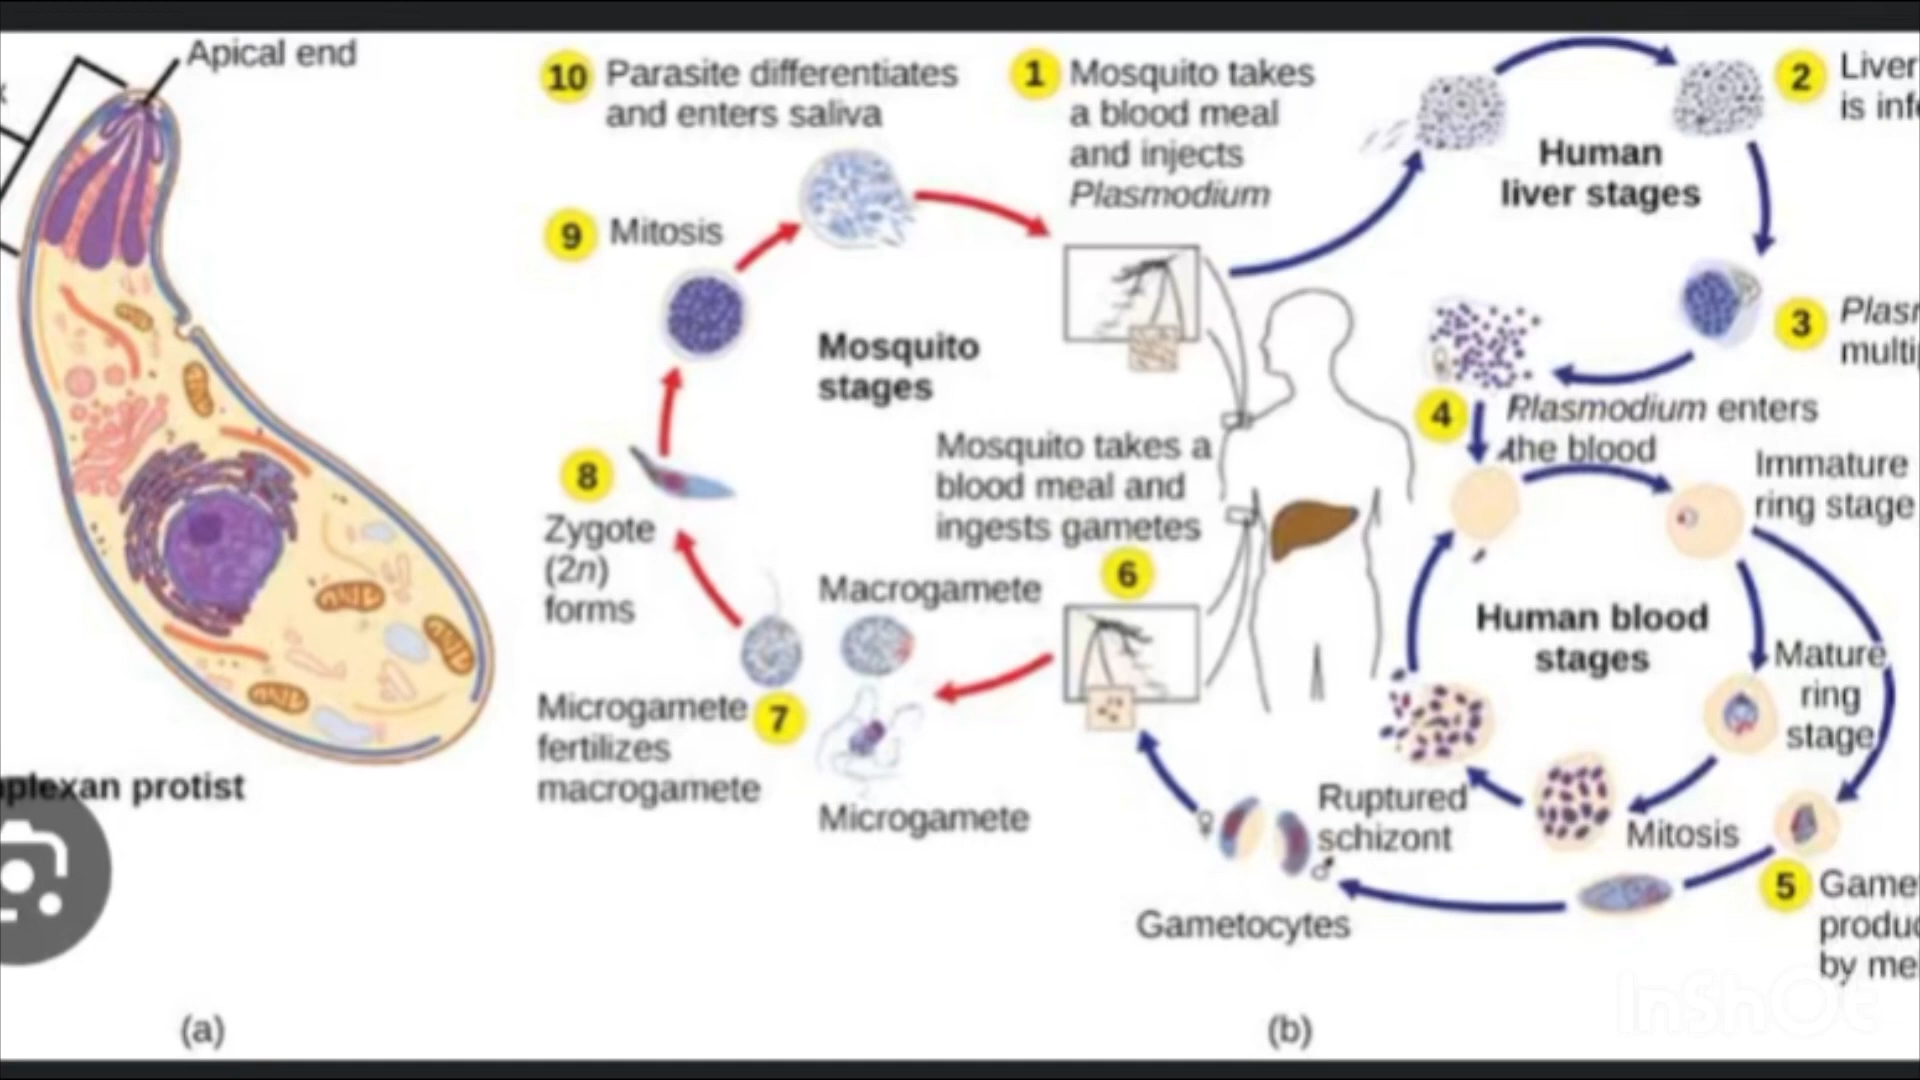 Apical end
plexan protist
(a)
10 Parasite differentiates
and enters saliva
1 Mosquito takes
a blood meal
and injects
Plasmodium
2 Liver
is inf
Human
liver stages
9 Mitosis
Mosquito
stages
3 Plas
multi
4 Plasmodium enters
the blood
Immature
ring stage
Mosquito takes a
blood meal and
ingests gametes
6
8
Zygote
(2n)
forms
Macrogamete
Human blood
stages
Mature
ring
stage
Microgamete 7
fertilizes
macrogamete
Microgamete
♀
♂
Ruptured
schizont
Mitosis
Gametocytes
5 Game
produ
by me
(b)
InShOt